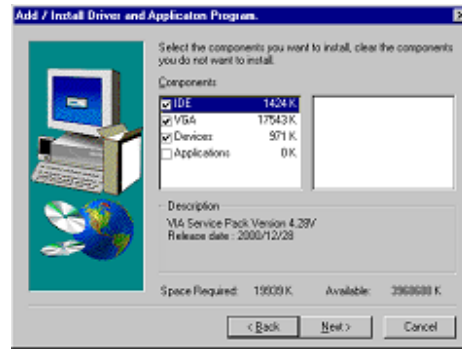 Add / Install Driver and Applicaton Program.
Select the components you want to install, clear the components
you do not want to install.
Components
IDE 1424 K
VGA 17543 K
Devices 971 K
Applications 0 K
Description
VIA Service Pack Version 4.28V
Release date : 2000/12/28
Space Required: 19939 K Available: 3968688 K
< Back Next > Cancel